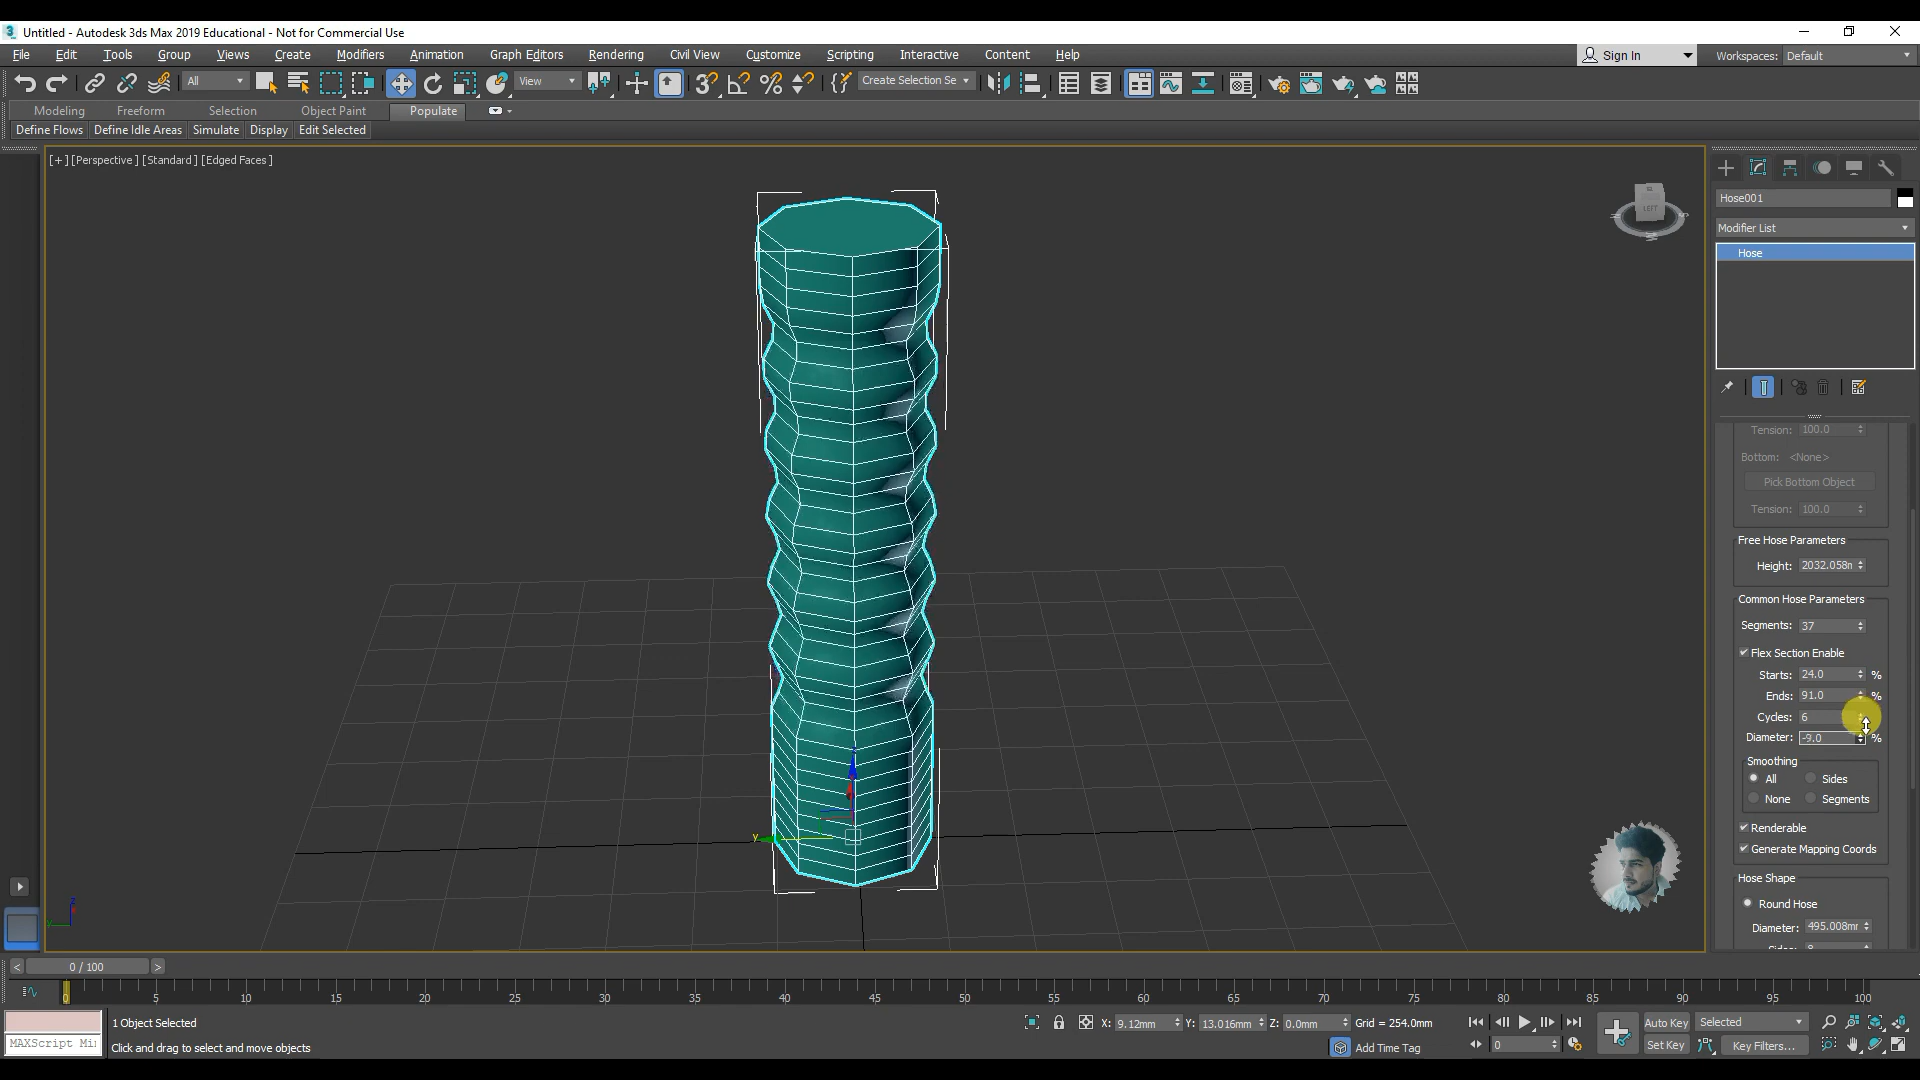 Untitled - Autodesk 3ds Max 2019 Educational - Not for Commercial Use
File Edit Tools Group Views Create Modifiers Animation Graph Editors Rendering Civil View Customize Scripting Interactive Content Help Sign In Workspaces: Default
All View Create Selection Se
Modeling Freeform Selection Object Paint Populate
Define Flows Define Idle Areas Simulate Display Edit Selected
[+] [Perspective] [Standard] [Edged Faces]
LEFT
Hose001
Modifier List
Hose
Tension: 100.0
Bottom: <None>
Pick Bottom Object
Tension: 100.0
Free Hose Parameters
Height: 2032.058m
Common Hose Parameters
Segments: 37
Flex Section Enable
Starts: 24.0 %
Ends: 91.0 %
Cycles: 6
Diameter: -9.0 %
Smoothing
All Sides
None Segments
Renderable
Generate Mapping Coords
Hose Shape
Round Hose
Diameter: 495.008mr
y
z
< 0 / 100 >
0 5 10 15 20 25 30 35 40 45 50 55 60 65 70 75 80 85 90 95 100
1 Object Selected X: 9.12mm Y: 13.016mm Z: 0.0mm Grid = 254.0mm Auto Key Selected
MAXScript Mi Click and drag to select and move objects Add Time Tag 0 Set Key Key Filters...